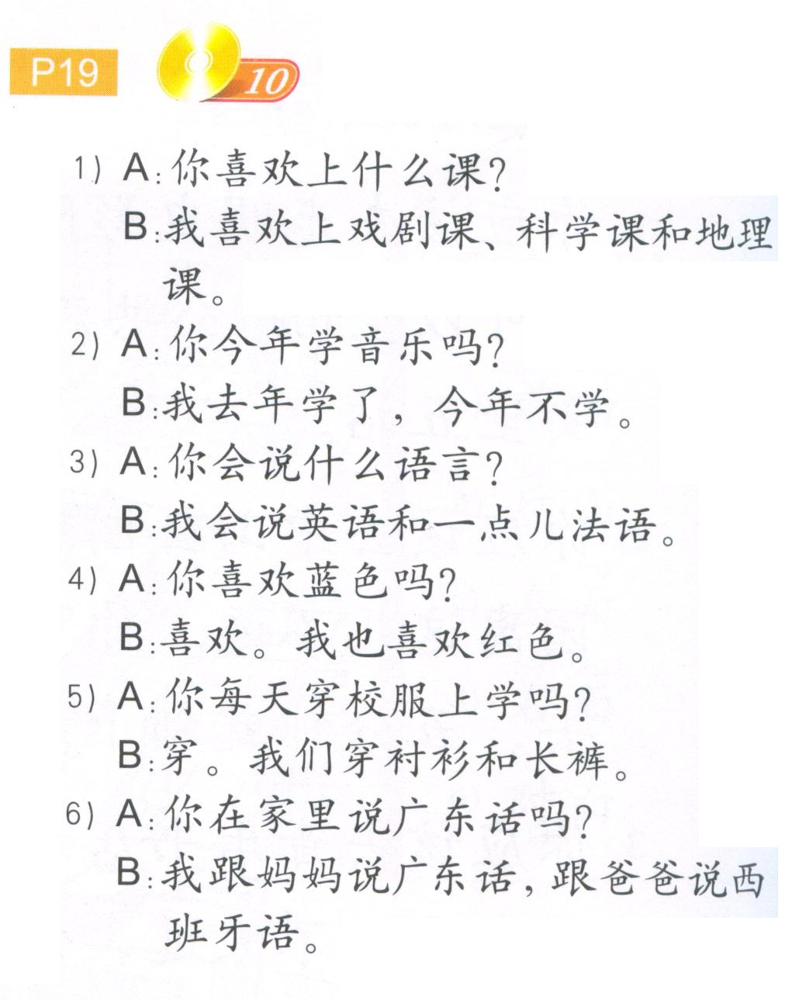 P19 10
1) A:你喜欢上什么课?
B:我喜欢上戏剧课、科学课和地理
课。
2) A:你今年学音乐吗?
B:我去年学了，今年不学。
3) A:你会说什么语言?
B:我会说英语和一点儿法语。
4) A:你喜欢蓝色吗?
B:喜欢。我也喜欢红色。
5) A:你每天穿校服上学吗?
B:穿。我们穿衬衫和长裤。
6) A:你在家里说广东话吗?
B:我跟妈妈说广东话，跟爸爸说西
班牙语。